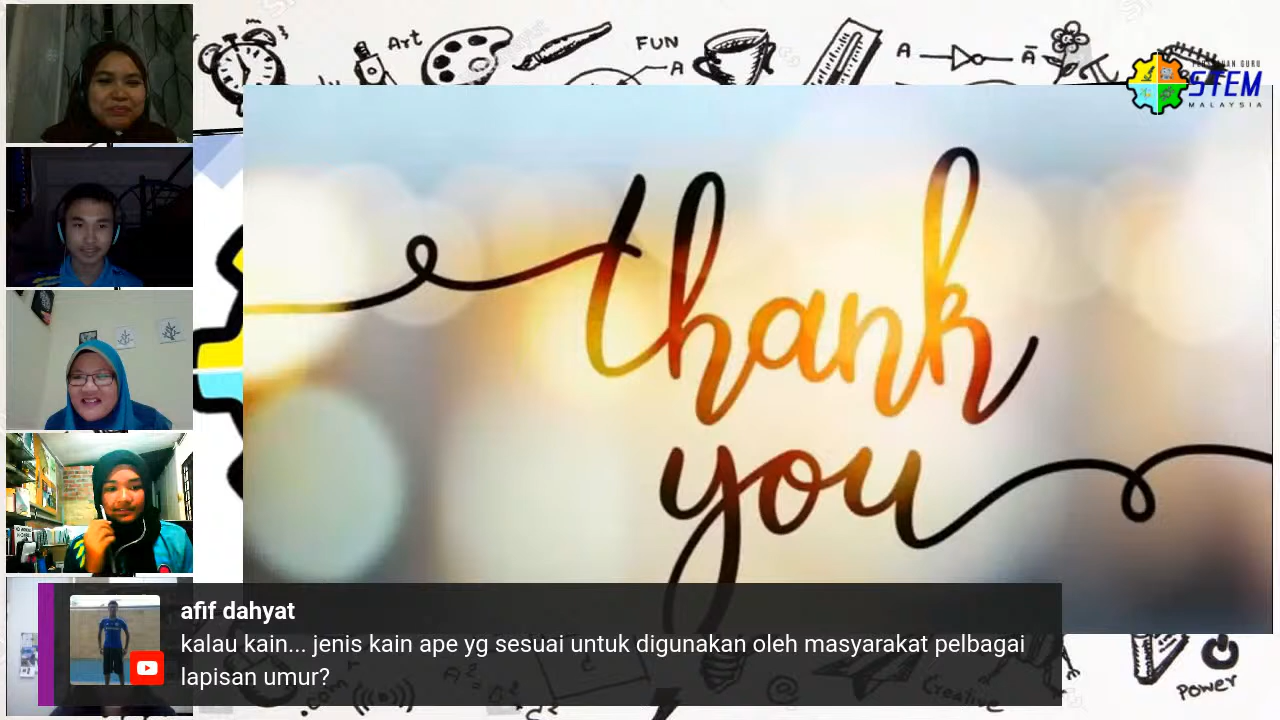 Art
FUN
A
A
A
STEM
MALAYSIA
thank
you
afif dahyat
kalau kain... jenis kain ape yg sesuai untuk digunakan oleh masyarakat pelbagai
lapisan umur?
.com
@
Creative
POWER